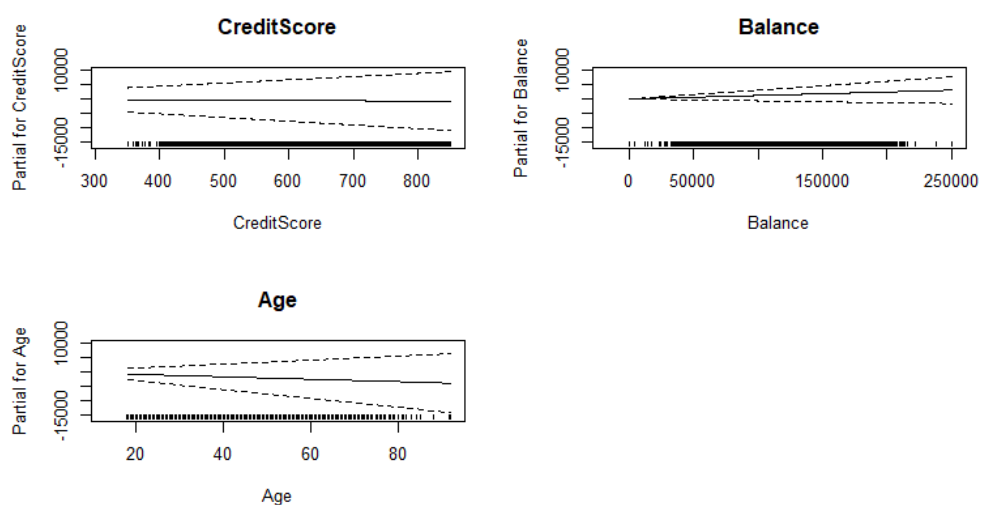 CreditScore
Partial for CreditScore
10000
-15000
300 400 500 600 700 800
CreditScore
Balance
Partial for Balance
10000
-15000
0 50000 150000 250000
Balance
Age
Partial for Age
10000
-15000
20 40 60 80
Age